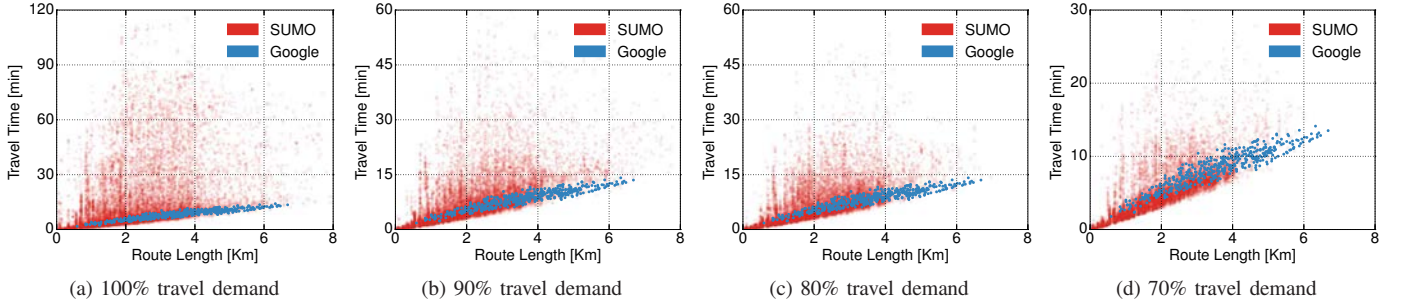 120
90
60
30
0
Travel Time [min]
0 2 4 6 8
Route Length [Km]
SUMO
Google
(a) 100% travel demand
60
45
30
15
0
Travel Time [min]
0 2 4 6 8
Route Length [Km]
SUMO
Google
(b) 90% travel demand
60
45
30
15
0
Travel Time [min]
0 2 4 6 8
Route Length [Km]
SUMO
Google
(c) 80% travel demand
30
20
10
0
Travel Time [min]
0 2 4 6 8
Route Length [Km]
SUMO
Google
(d) 70% travel demand